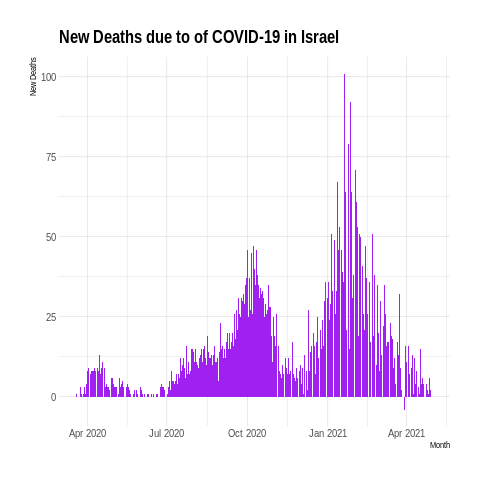 New Deaths due to of COVID-19 in Israel
New Deaths
100
75
50
25
0
Apr 2020 Jul 2020 Oct 2020 Jan 2021 Apr 2021
Month